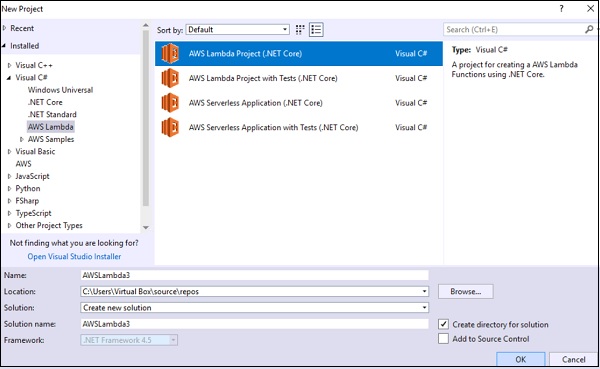 New Project
?
Recent
Installed
Visual C++
Visual C#
Windows Universal
.NET Core
.NET Standard
AWS Lambda
AWS Samples
Visual Basic
AWS
JavaScript
Python
FSharp
TypeScript
Other Project Types
Not finding what you are looking for?
Open Visual Studio Installer
Sort by: Default
AWS Lambda Project (.NET Core) Visual C#
AWS Lambda Project with Tests (.NET Core) Visual C#
AWS Serverless Application (.NET Core) Visual C#
AWS Serverless Application with Tests (.NET Core) Visual C#
Search (Ctrl+E)
Type: Visual C#
A project for creating a AWS Lambda
Functions using .NET Core.
Name: AWSLambda3
Location: C:\Users\Virtual Box\source\repos Browse...
Solution: Create new solution
Solution name: AWSLambda3 Create directory for solution
Framework: .NET Framework 4.5 Add to Source Control
OK Cancel